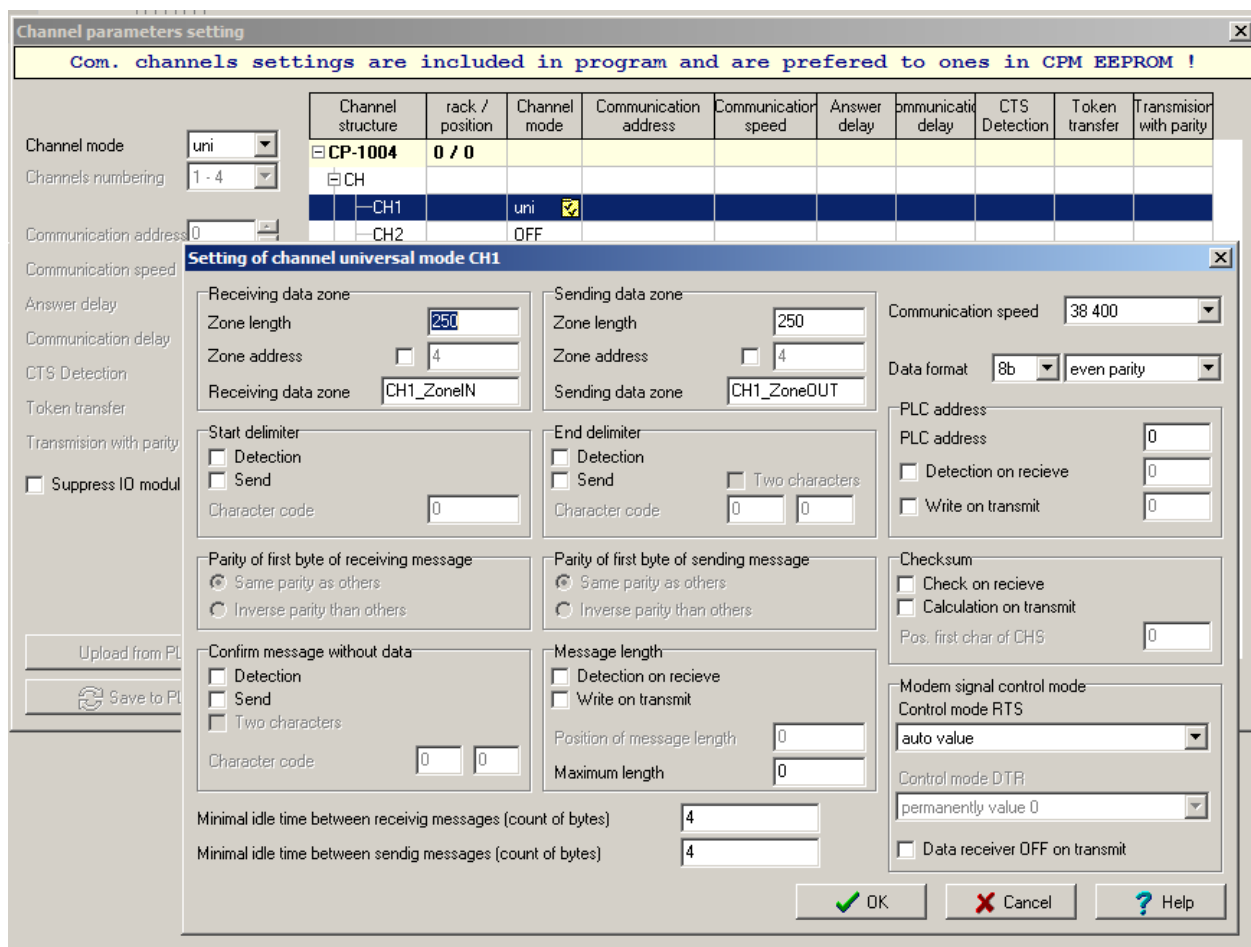 Channel parameters setting
Com. channels settings are included in program and are prefered to ones in CPM EEPROM !
Channel structure
rack / position
Channel mode
Communication address
Communication speed
Answer delay
ommunicatio delay
CTS Detection
Token transfer
Transmision with parity
Channel mode
uni
CP-1004
0 / 0
Channels numbering
1 - 4
CH
CH1
uni
Communication address
0
CH2
OFF
Communication speed
Answer delay
Communication delay
CTS Detection
Token transfer
Transmision with parity
Suppress IO modul
Upload from PL
Save to PL
Setting of channel universal mode CH1
Receiving data zone
Zone length
250
Zone address
4
Receiving data zone
CH1_ZoneIN
Sending data zone
Zone length
250
Zone address
4
Sending data zone
CH1_ZoneOUT
Communication speed
38 400
Data format
8b
even parity
Start delimiter
Detection
Send
Character code
0
End delimiter
Detection
Send
Two characters
Character code
0
0
PLC address
PLC address
0
Detection on recieve
0
Write on transmit
0
Parity of first byte of receiving message
Same parity as others
Inverse parity than others
Parity of first byte of sending message
Same parity as others
Inverse parity than others
Checksum
Check on recieve
Calculation on transmit
Pos. first char of CHS
0
Confirm message without data
Detection
Send
Two characters
Character code
0
0
Message length
Detection on recieve
Write on transmit
Position of message length
0
Maximum length
0
Modem signal control mode
Control mode RTS
auto value
Control mode DTR
permanently value 0
Data receiver OFF on transmit
Minimal idle time between receivig messages (count of bytes)
4
Minimal idle time between sendig messages (count of bytes)
4
OK
Cancel
Help